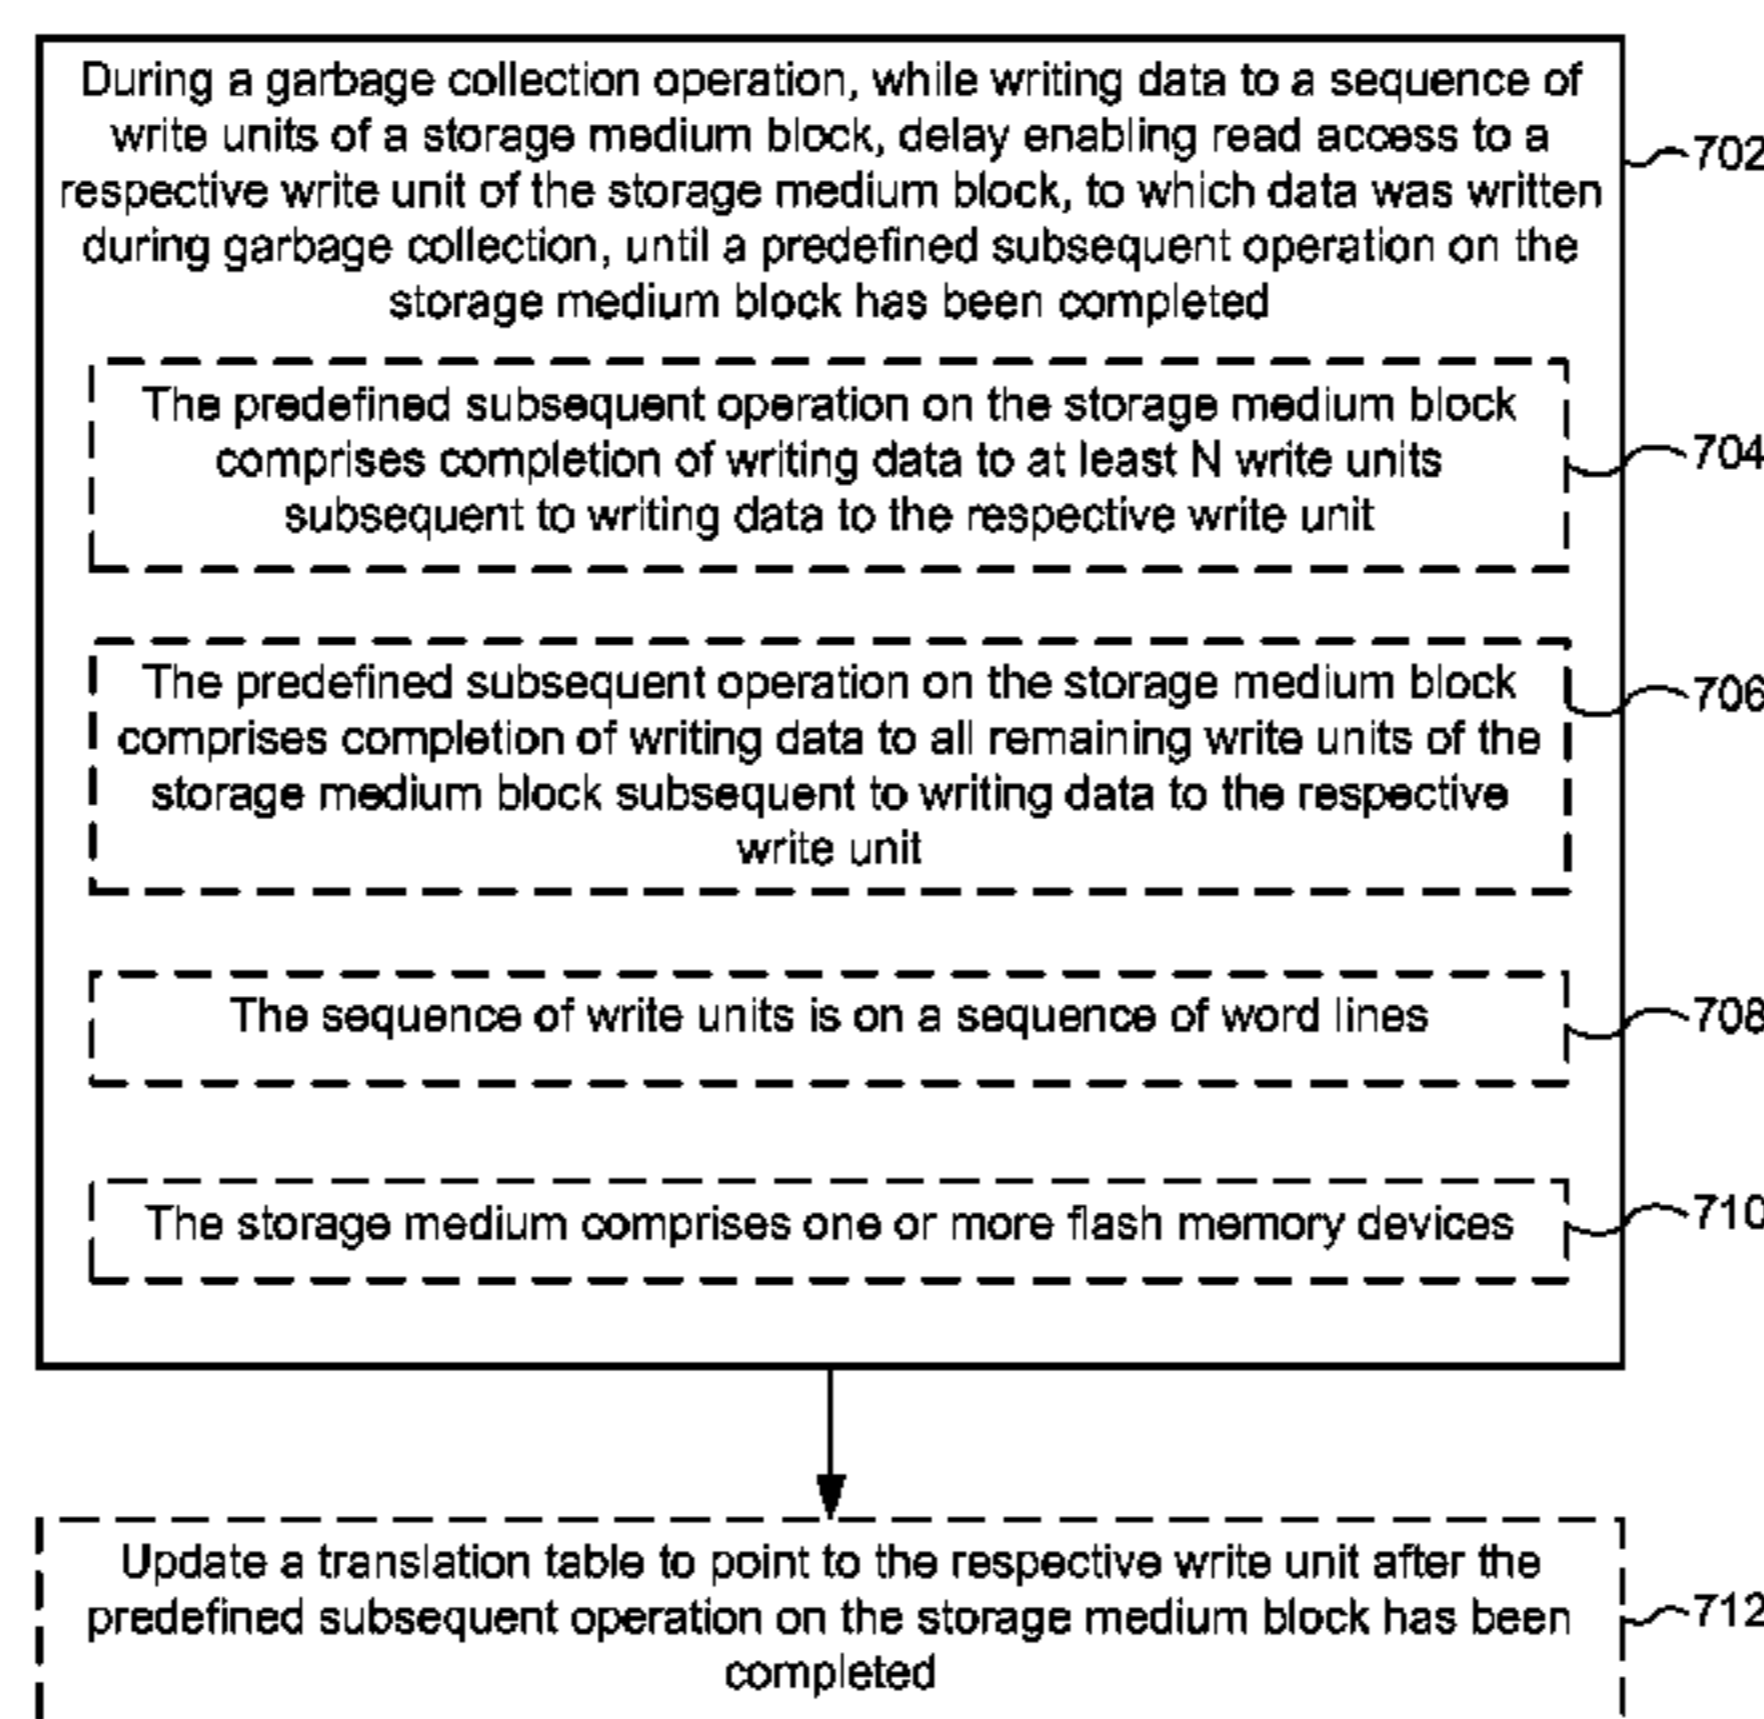 During a garbage collection operation, while writing data to a sequence of
write units of a storage medium block, delay enabling read access to a
respective write unit of the storage medium block, to which data was written
during garbage collection, until a predefined subsequent operation on the
storage medium block has been completed
702
The predefined subsequent operation on the storage medium block
comprises completion of writing data to at least N write units
subsequent to writing data to the respective write unit
704
The predefined subsequent operation on the storage medium block
comprises completion of writing data to all remaining write units of the
storage medium block subsequent to writing data to the respective
write unit
706
The sequence of write units is on a sequence of word lines
708
The storage medium comprises one or more flash memory devices
710
Update a translation table to point to the respective write unit after the
predefined subsequent operation on the storage medium block has been
completed
712